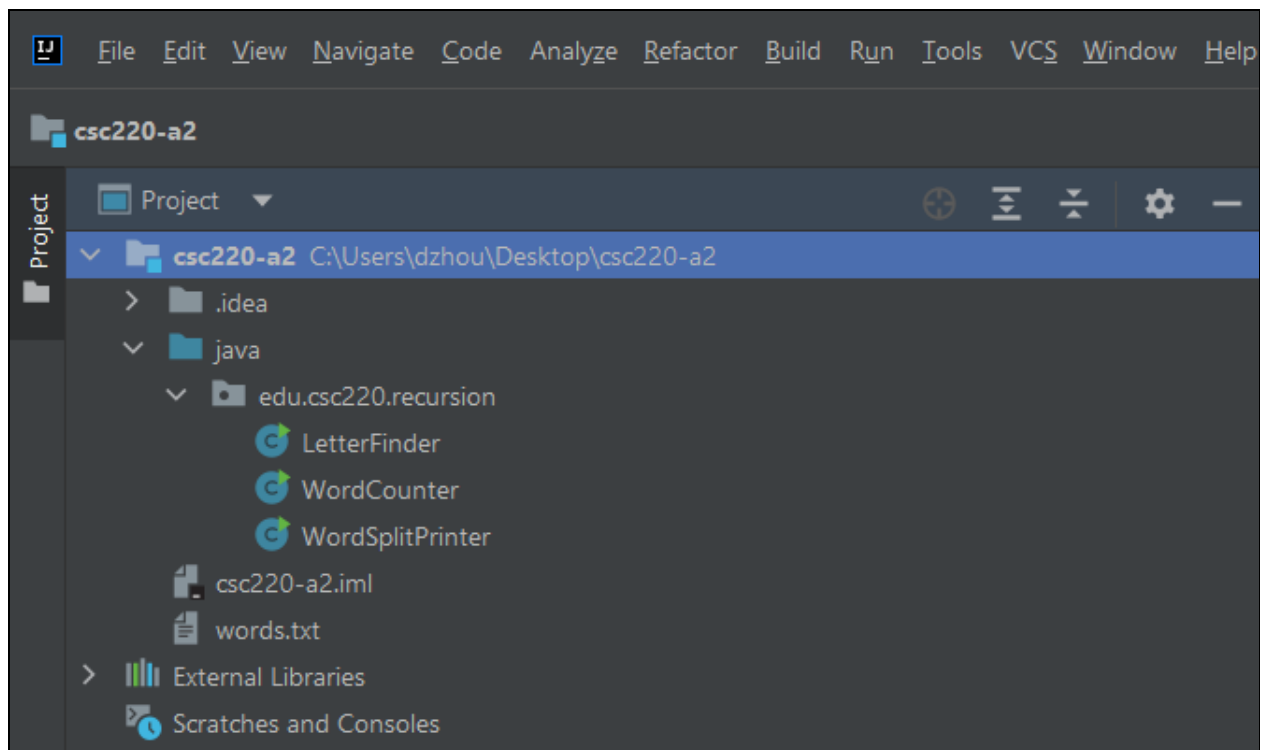 IJ File Edit View Navigate Code Analyze Refactor Build Run Tools VCS Window Help
csc220-a2
Project
Project
csc220-a2 C:\Users\dzhou\Desktop\csc220-a2
.idea
java
edu.csc220.recursion
C LetterFinder
C WordCounter
C WordSplitPrinter
csc220-a2.iml
words.txt
External Libraries
Scratches and Consoles